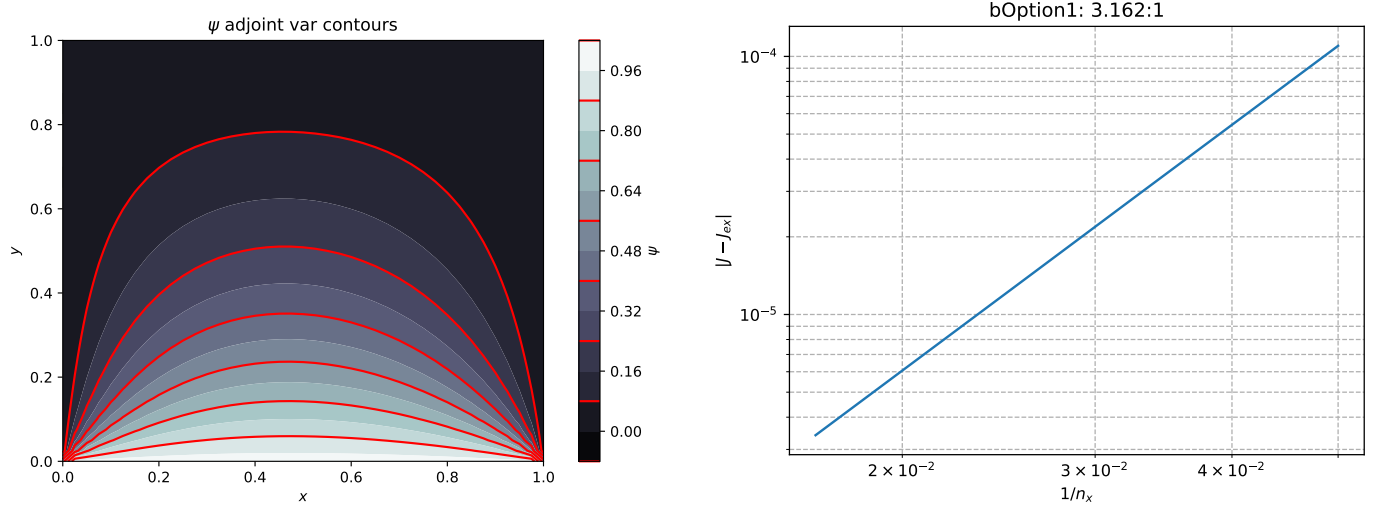 ψ adjoint var contours
1.0
0.8
0.6
0.4
0.2
0.0
y
0.0 0.2 0.4 0.6 0.8 1.0
x
0.96
0.80
0.64
0.48
0.32
0.16
0.00
ψ
bOption1: 3.162:1
10⁻⁴
10⁻⁵
|J − J_ex|
2 × 10⁻² 3 × 10⁻² 4 × 10⁻²
1/n_x